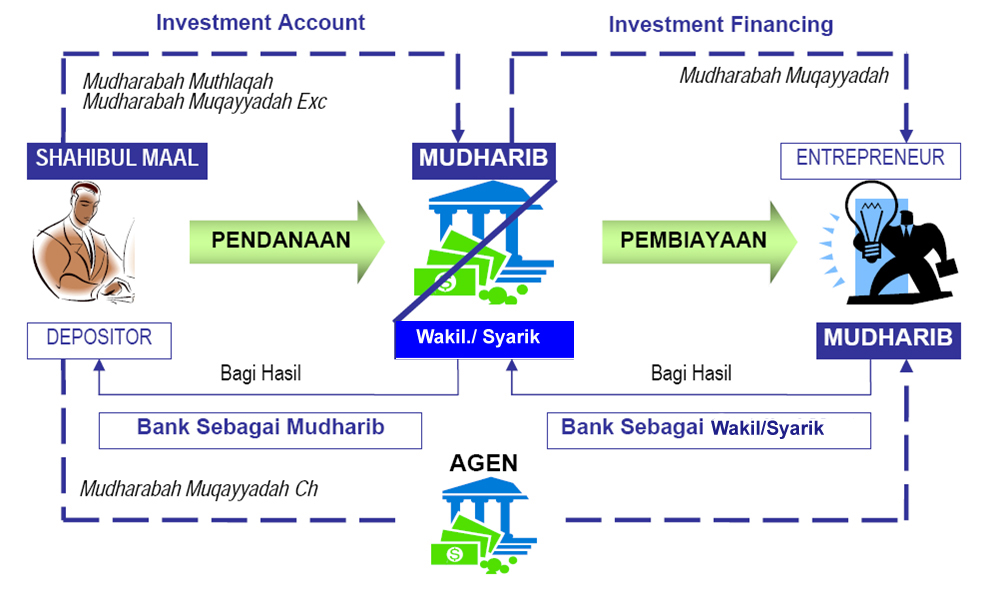 Investment Account
Investment Financing
Mudharabah Muthlaqah
Mudharabah Muqayyadah Exc
Mudharabah Muqayyadah
SHAHIBUL MAAL
MUDHARIB
ENTREPRENEUR
PENDANAAN
PEMBIAYAAN
$
DEPOSITOR
Wakil./ Syarik
MUDHARIB
Bagi Hasil
Bagi Hasil
Bank Sebagai Mudharib
Bank Sebagai Wakil/Syarik
AGEN
Mudharabah Muqayyadah Ch
$